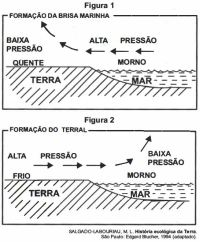 Figura 1
FORMAÇÃO DA BRISA MARINHA
BAIXA PRESSÃO ALTA PRESSÃO
QUENTE MORNO
TERRA MAR
Figura 2
FORMAÇÃO DO TERRAL
BAIXA PRESSÃO
ALTA PRESSÃO
FRIO MORNO
TERRA MAR
SALGADO-LABOURIAU, M. L. História ecológica da Terra.
São Paulo: Edgard Blucher, 1994 (adaptado).